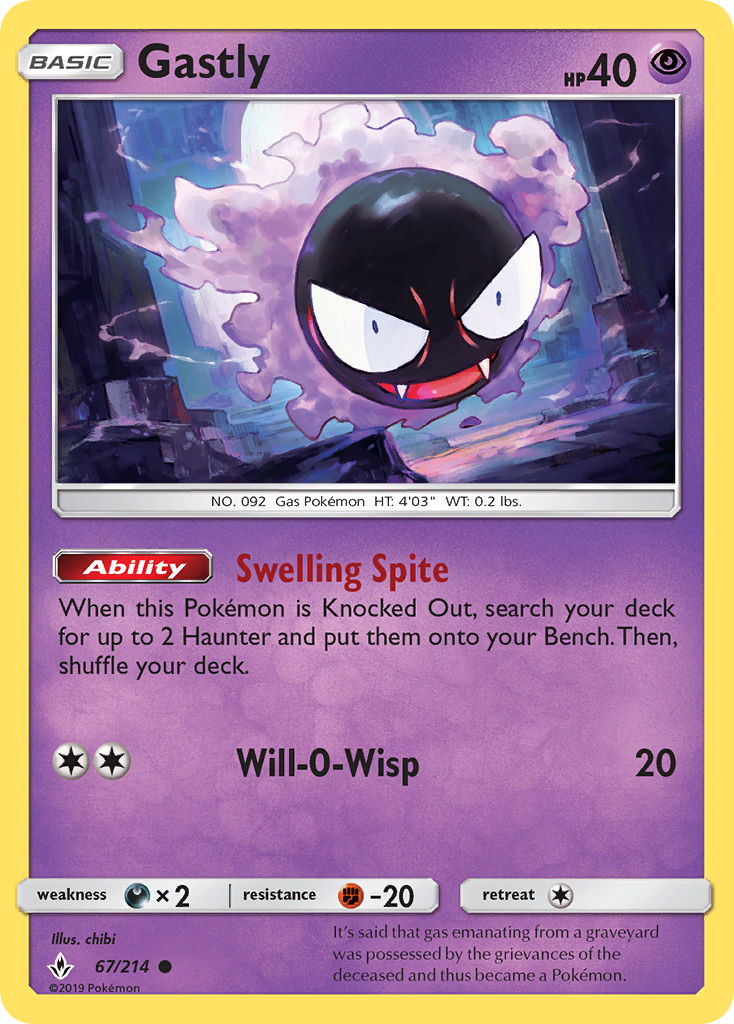 BASIC Gastly HP40
NO. 092 Gas Pokémon HT: 4'03" WT: 0.2 lbs.
Ability Swelling Spite
When this Pokémon is Knocked Out, search your deck
for up to 2 Haunter and put them onto your Bench. Then,
shuffle your deck.
Will-O-Wisp 20
weakness ×2 resistance -20 retreat
Illus. chibi
67/214
©2019 Pokémon
It's said that gas emanating from a graveyard
was possessed by the grievances of the
deceased and thus became a Pokémon.